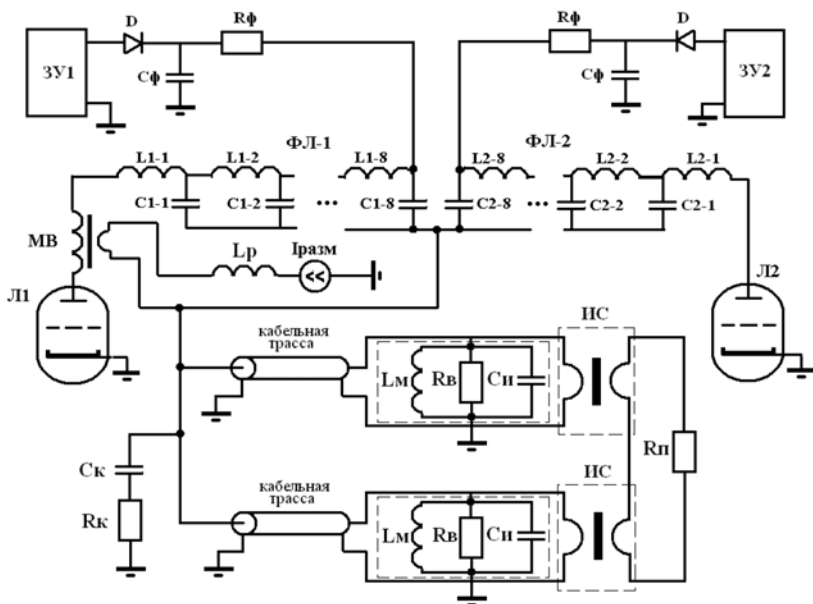 D
Rф
Rф
D
ЗУ1
Cф
Cф
ЗУ2
ФЛ-1
ФЛ-2
L1-1
L1-2
L1-8
L2-8
L2-2
L2-1
C1-1
C1-2
...
C1-8
C2-8
...
C2-2
C2-1
МВ
Lр
Iразм
<<
Л1
Л2
ИС
кабельная
трасса
Lм
Rв
Cи
Rп
ИС
Cк
кабельная
трасса
Rк
Lм
Rв
Cи